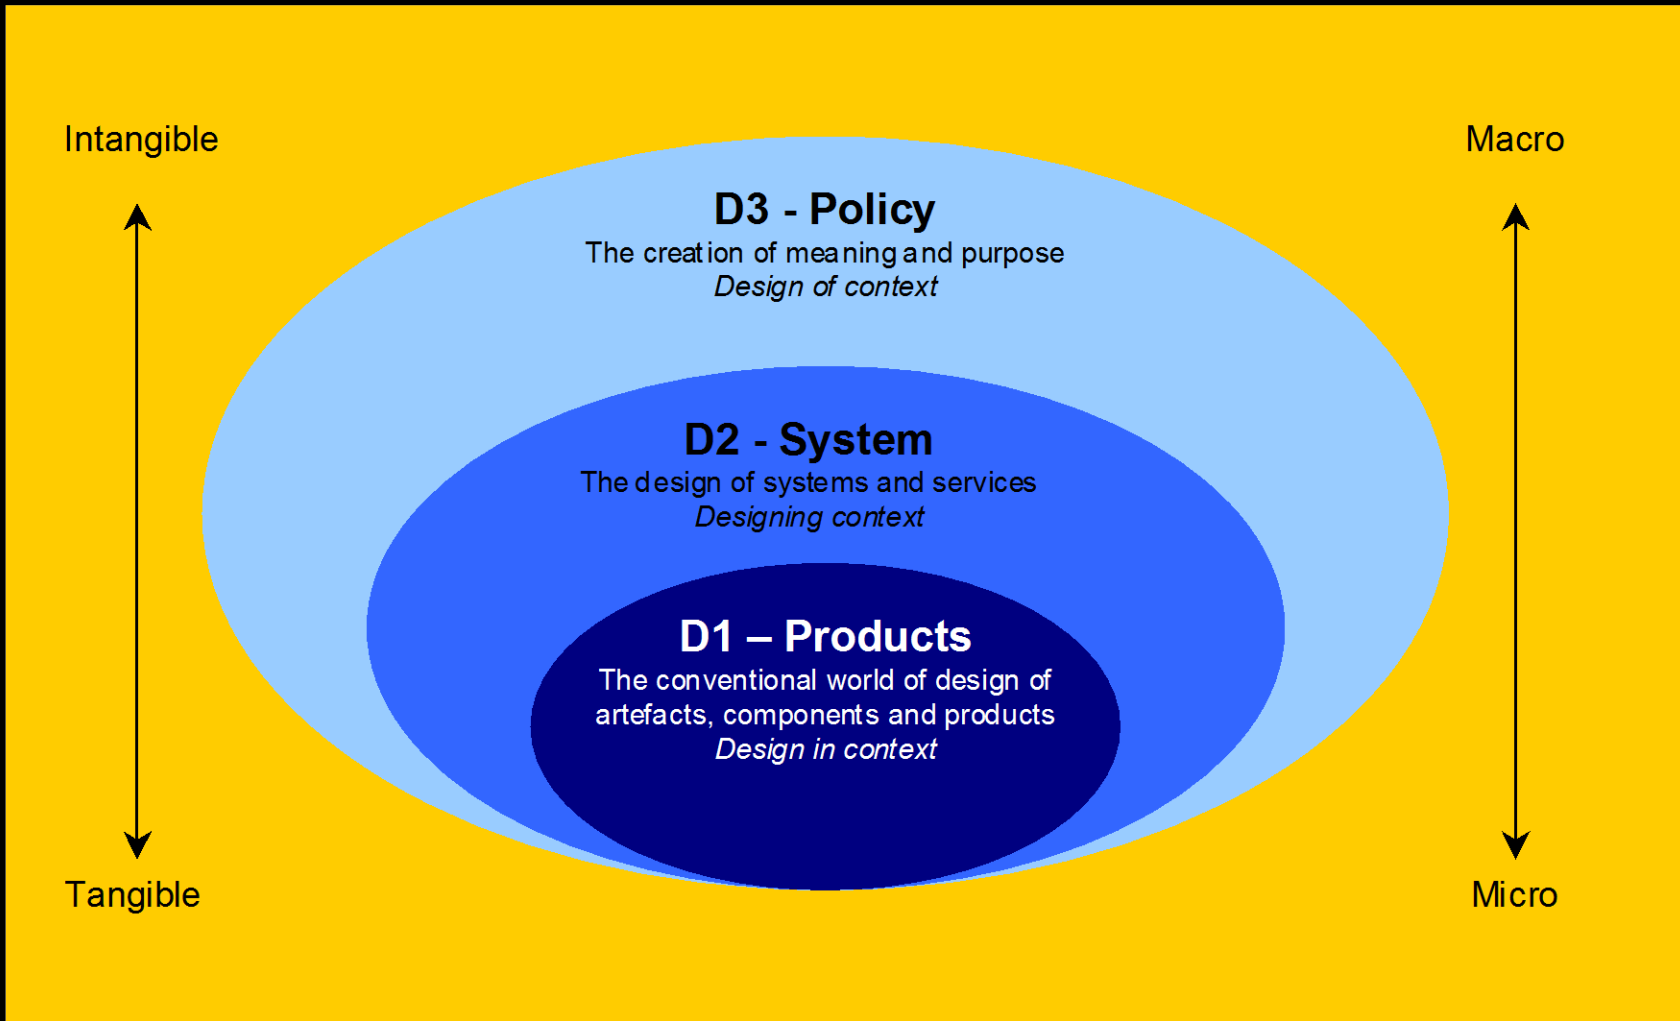 Intangible
Macro
D3 - Policy
The creation of meaning and purpose
Design of context
D2 - System
The design of systems and services
Designing context
D1 – Products
The conventional world of design of
artefacts, components and products
Design in context
Tangible
Micro